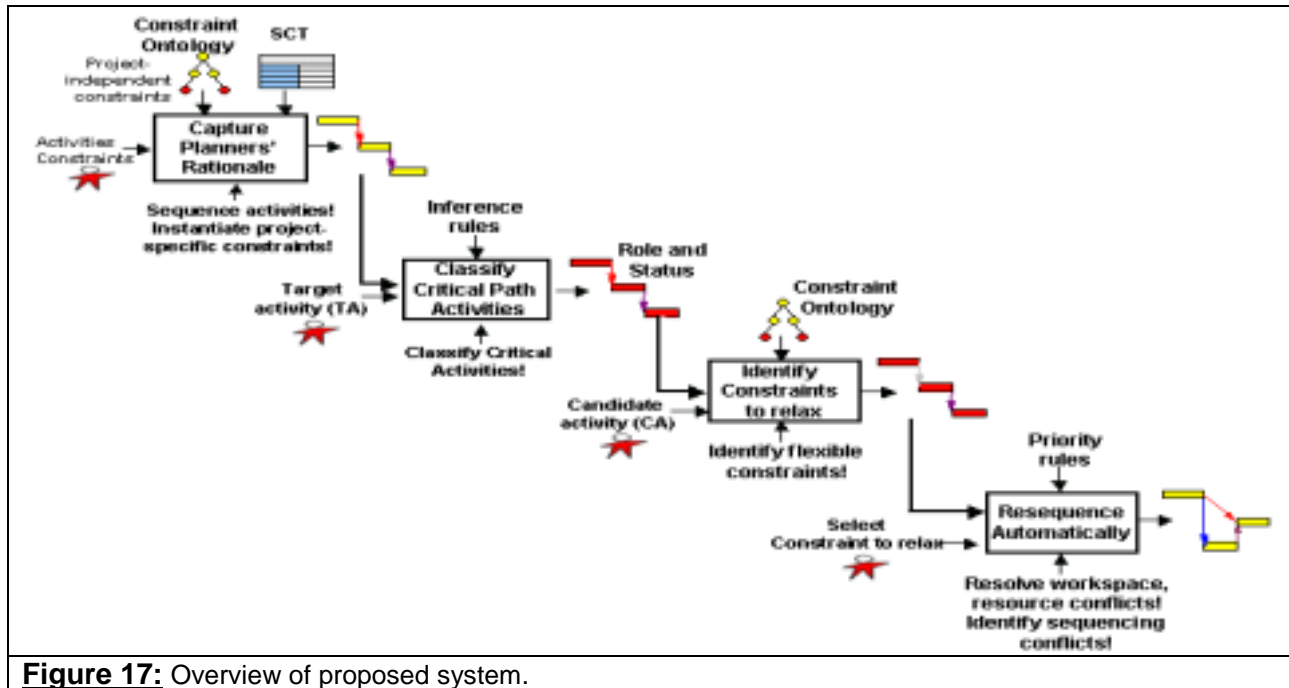 Constraint
Ontology
SCT
Project-
independent
constraints
Activities
Constraints
Capture
Planners'
Rationale
Sequence activities!
Instantiate project-
specific constraints!
Inference
rules
Target
activity (TA)
Classify
Critical Path
Activities
Classify Critical
Activities!
Role and
Status
Constraint
Ontology
Candidate
activity (CA)
Identify
Constraints
to relax
Identify flexible
constraints!
Priority
rules
Select
Constraint to relax
Resequence
Automatically
Resolve workspace,
resource conflicts!
Identify sequencing
conflicts!
Figure 17: Overview of proposed system.